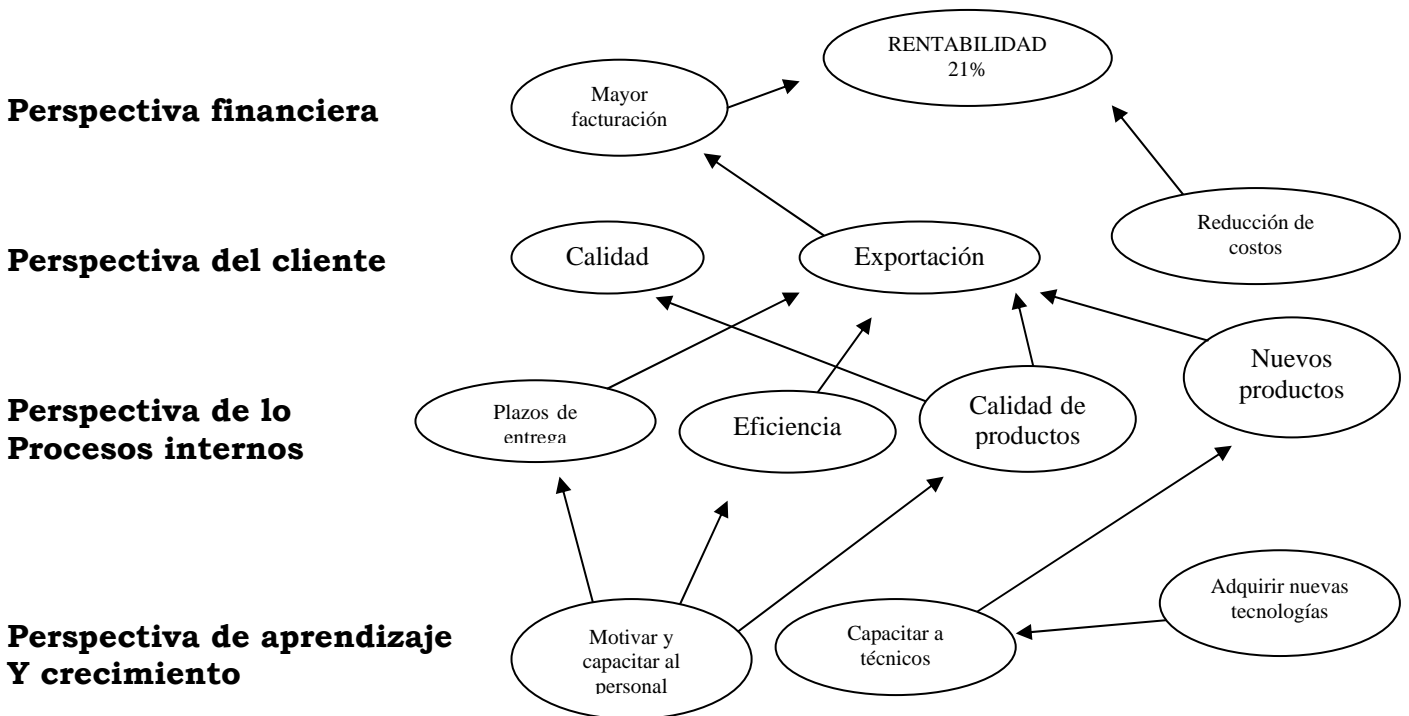 RENTABILIDAD
21%
Perspectiva financiera
Mayor
facturación
Reducción de
costos
Perspectiva del cliente
Calidad
Exportación
Nuevos
productos
Perspectiva de lo
Procesos internos
Plazos de
entrega
Eficiencia
Calidad de
productos
Adquirir nuevas
tecnologías
Perspectiva de aprendizaje
Y crecimiento
Motivar y
capacitar al
personal
Capacitar a
técnicos